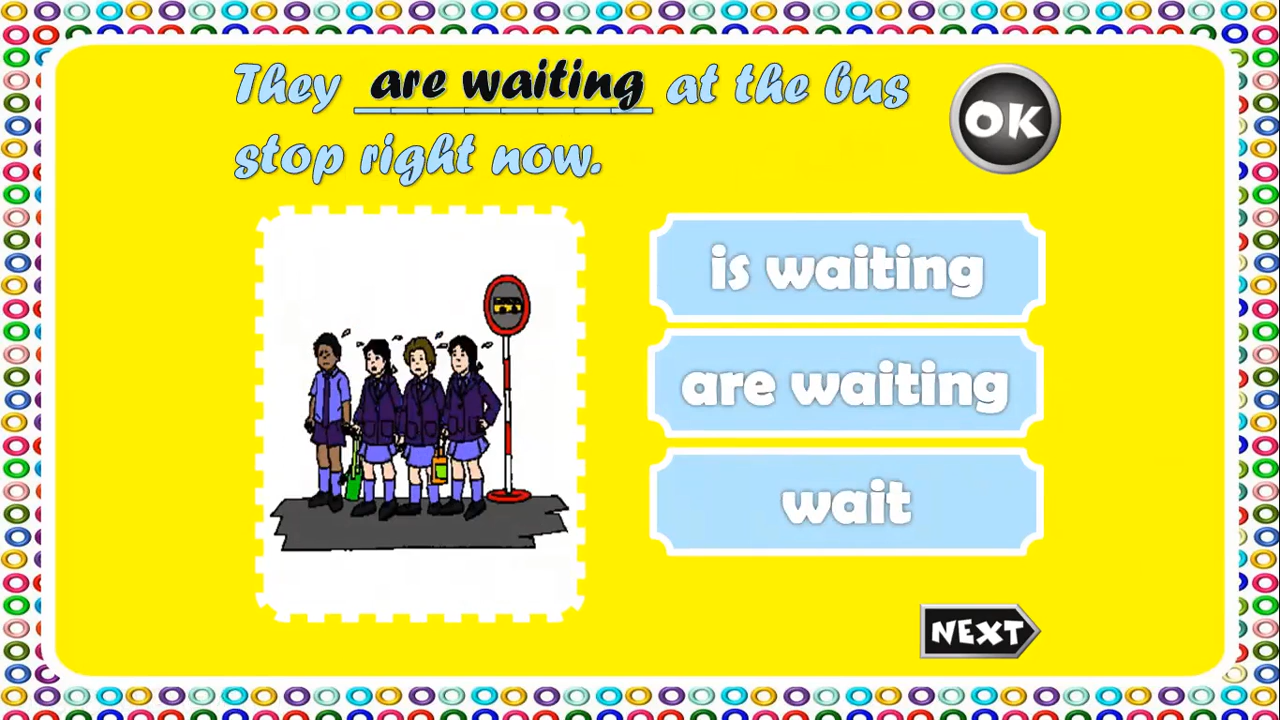 They are waiting at the bus
OK
stop right now.
is waiting
are waiting
wait
NEXT